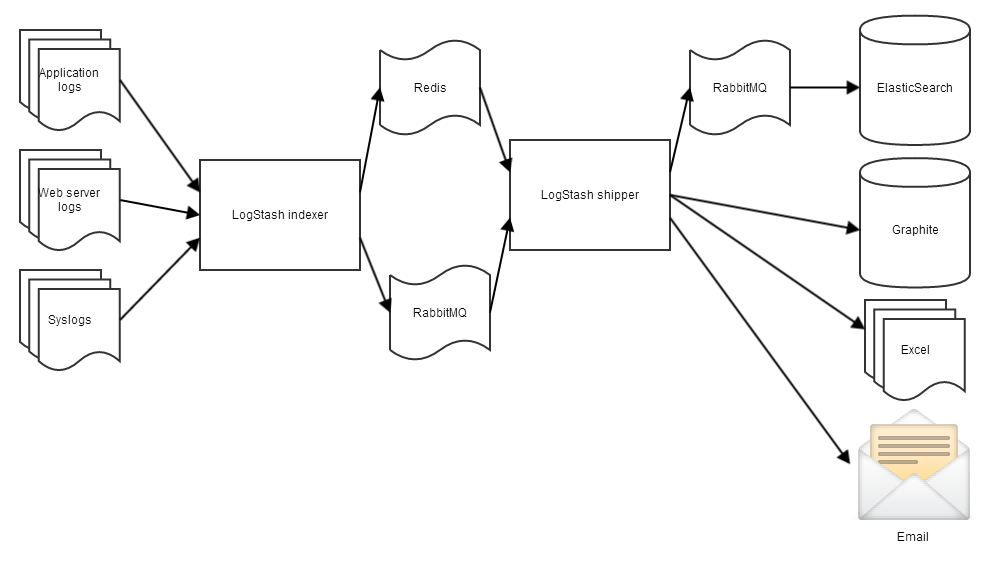 Application
logs
Web server
logs
Syslogs
LogStash indexer
Redis
RabbitMQ
LogStash shipper
RabbitMQ
ElasticSearch
Graphite
Excel
Email